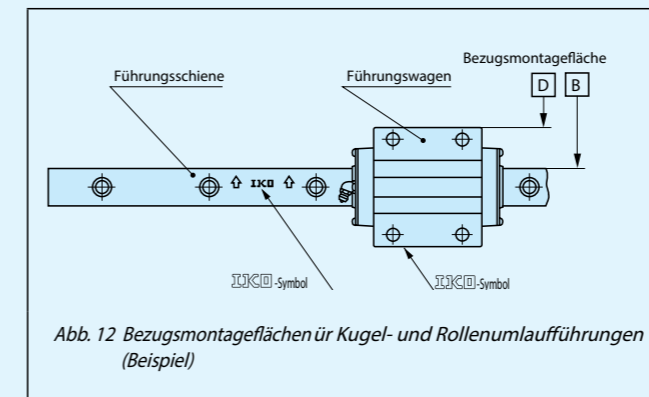 Bezugsmontagefläche
Führungsschiene
Führungswagen
D
B
IKO
IKO-Symbol
IKO-Symbol
Abb. 12 Bezugsmontageflächen ür Kugel- und Rollenumlaufführungen
(Beispiel)